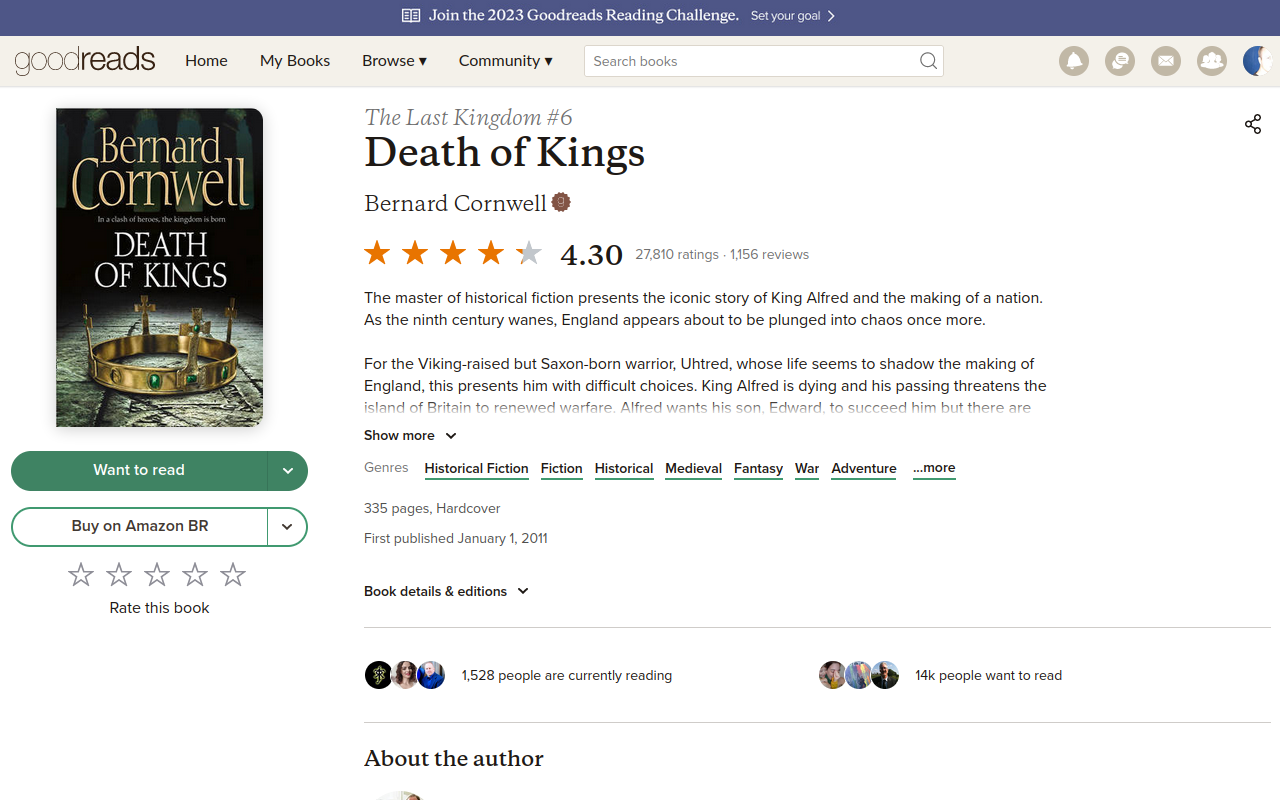 Join the 2023 Goodreads Reading Challenge. Set your goal
goodreads Home My Books Browse ▾ Community ▾ Search books
Bernard
Cornwell
In a clash of heroes, the kingdom is born
DEATH
OF KINGS
Want to read
Buy on Amazon BR
Rate this book
The Last Kingdom #6
Death of Kings
Bernard Cornwell
4.30 27,810 ratings · 1,156 reviews
The master of historical fiction presents the iconic story of King Alfred and the making of a nation.
As the ninth century wanes, England appears about to be plunged into chaos once more.
For the Viking-raised but Saxon-born warrior, Uhtred, whose life seems to shadow the making of
England, this presents him with difficult choices. King Alfred is dying and his passing threatens the
island of Britain to renewed warfare. Alfred wants his son, Edward, to succeed him but there are
Show more
Genres Historical Fiction Fiction Historical Medieval Fantasy War Adventure ...more
335 pages, Hardcover
First published January 1, 2011
Book details & editions
1,528 people are currently reading
14k people want to read
About the author